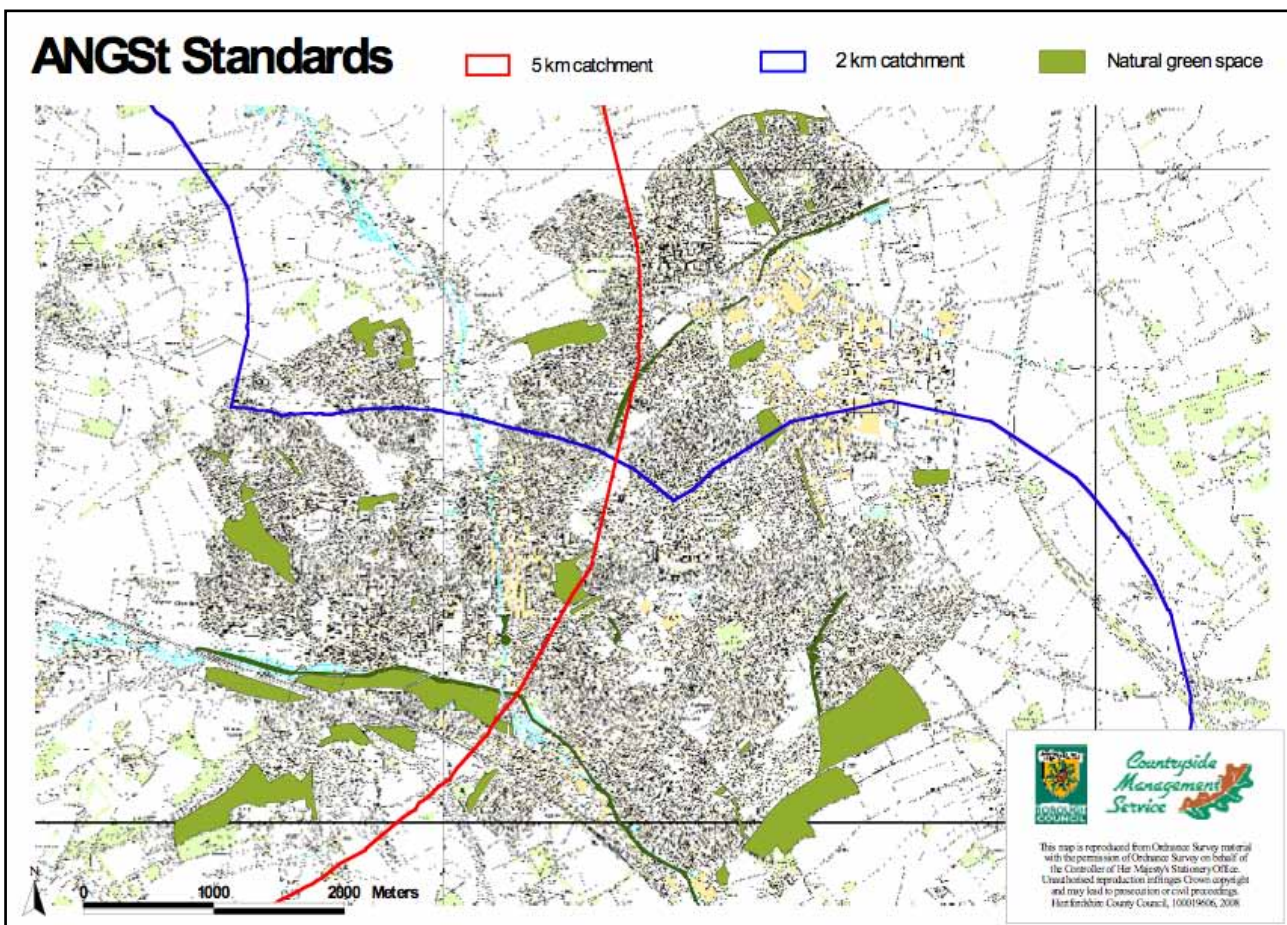 ANGSt Standards
5 km catchment
2 km catchment
Natural green space
BOROUGH
COUNCIL
Countryside
Management
Service
This map is reproduced from Ordnance Survey material
with the permission of Ordnance Survey on behalf of
the Controller of Her Majesty's Stationery Office.
Unauthorised reproduction infringes Crown copyright
and may lead to prosecution or civil proceedings.
Hertfordshire County Council, 100019606, 2008
N
0 1000 2000 Meters